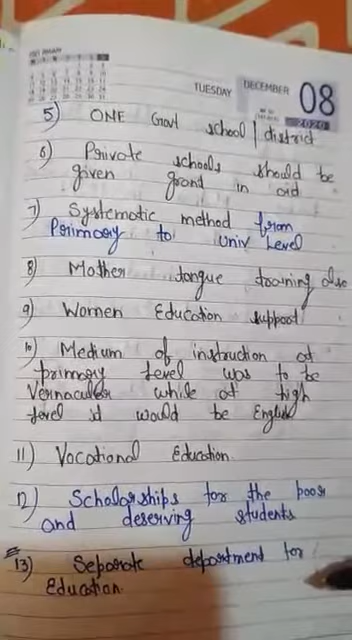 TUESDAY DECEMBER 08
2020
5) ONE Govt school | district
6) Private schools should be
given grant in aid
7) Systematic method from
Primary to Univ Level
8) Mother tongue training also
9) Women Education support
10) Medium of instruction at
primary level was to be
Vernacular while at high
level it would be English
11) Vocational Education.
12) Scholarships for the poor
and deserving students
13) Separate department for
Education.